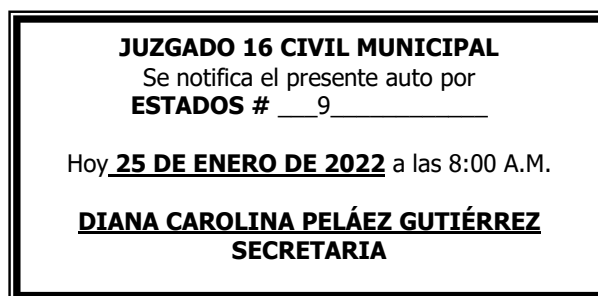 JUZGADO 16 CIVIL MUNICIPAL
Se notifica el presente auto por
ESTADOS # ___9____________
Hoy 25 DE ENERO DE 2022 a las 8:00 A.M.
DIANA CAROLINA PELÁEZ GUTIÉRREZ
SECRETARIA